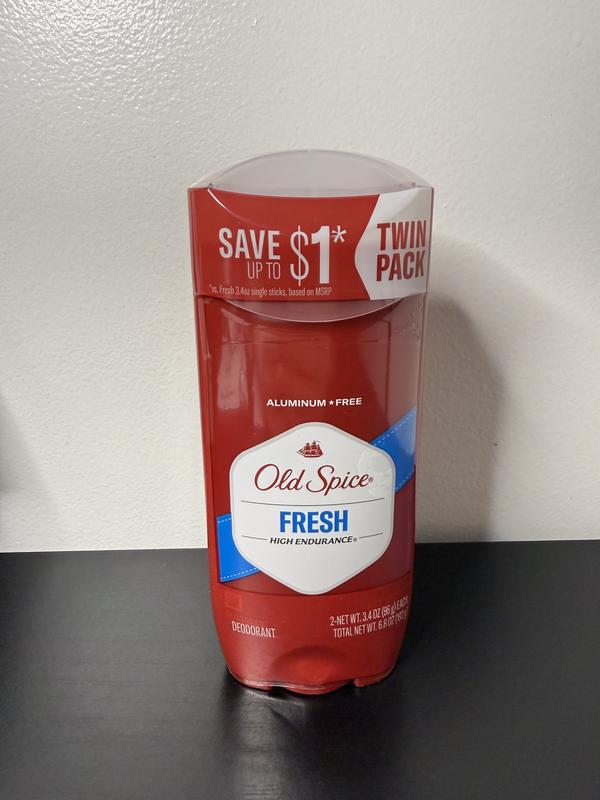 SAVE
UP TO
$1*
TWIN
PACK
*vs. Fresh 3.4oz single sticks, based on MSRP
ALUMINUM★FREE
Old Spice®
FRESH
HIGH ENDURANCE®
DEODORANT
2-NET WT. 3.4 OZ (96 g) EACH
TOTAL NET WT. 6.8 OZ (192 g)